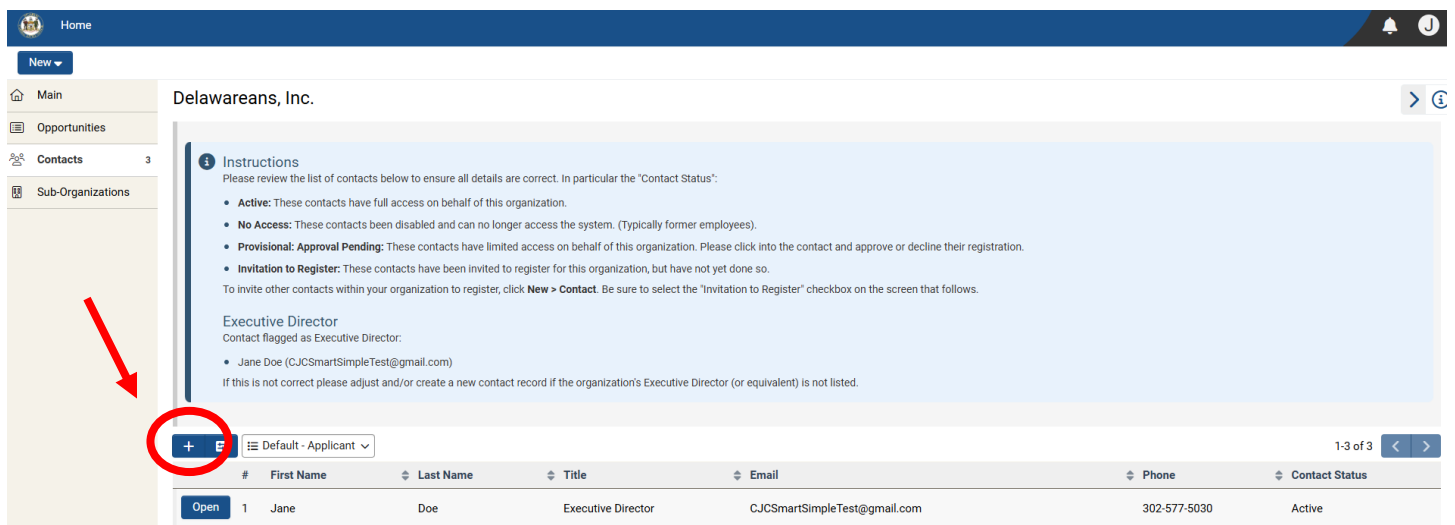 Home
J
New
Main
Opportunities
Contacts 3
Sub-Organizations
Delawareans, Inc.
Instructions
Please review the list of contacts below to ensure all details are correct. In particular the "Contact Status":
Active: These contacts have full access on behalf of this organization.
No Access: These contacts been disabled and can no longer access the system. (Typically former employees).
Provisional: Approval Pending: These contacts have limited access on behalf of this organization. Please click into the contact and approve or decline their registration.
Invitation to Register: These contacts have been invited to register for this organization, but have not yet done so.
To invite other contacts within your organization to register, click New > Contact. Be sure to select the "Invitation to Register" checkbox on the screen that follows.
Executive Director
Contact flagged as Executive Director:
Jane Doe (CJCSmartSimpleTest@gmail.com)
If this is not correct please adjust and/or create a new contact record if the organization's Executive Director (or equivalent) is not listed.
+ Default - Applicant 1-3 of 3
# First Name Last Name Title Email Phone Contact Status
Open 1 Jane Doe Executive Director CJCSmartSimpleTest@gmail.com 302-577-5030 Active